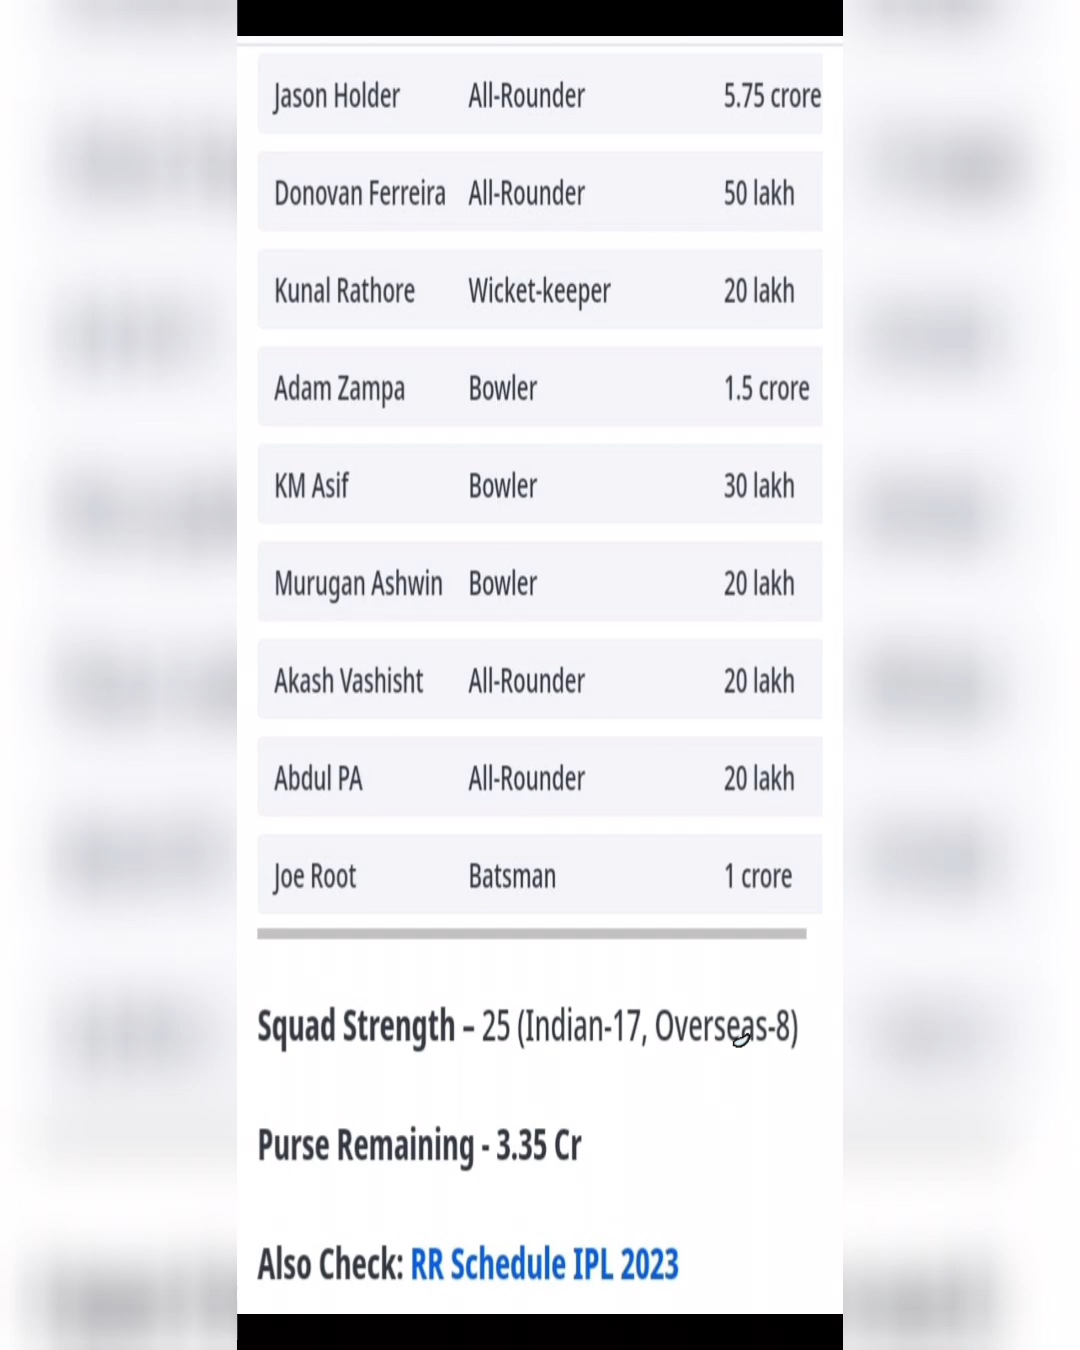 Jason Holder All-Rounder 5.75 crore
Donovan Ferreira All-Rounder 50 lakh
Kunal Rathore Wicket-keeper 20 lakh
Adam Zampa Bowler 1.5 crore
KM Asif Bowler 30 lakh
Murugan Ashwin Bowler 20 lakh
Akash Vashisht All-Rounder 20 lakh
Abdul PA All-Rounder 20 lakh
Joe Root Batsman 1 crore
Squad Strength – 25 (Indian-17, Overseas-8)
Purse Remaining - 3.35 Cr
Also Check: RR Schedule IPL 2023